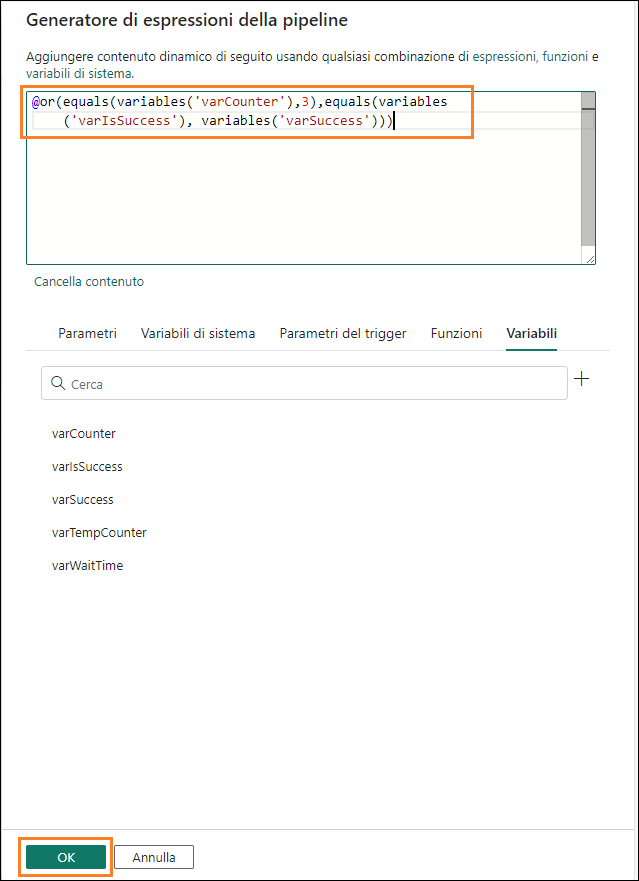 Generatore di espressioni della pipeline
Aggiungere contenuto dinamico di seguito usando qualsiasi combinazione di espressioni, funzioni e
variabili di sistema.
@or(equals(variables('varCounter'),3),equals(variables
('varIsSuccess'), variables('varSuccess')))
Cancella contenuto
Parametri Variabili di sistema Parametri del trigger Funzioni Variabili
Cerca
varCounter
varIsSuccess
varSuccess
varTempCounter
varWaitTime
OK Annulla